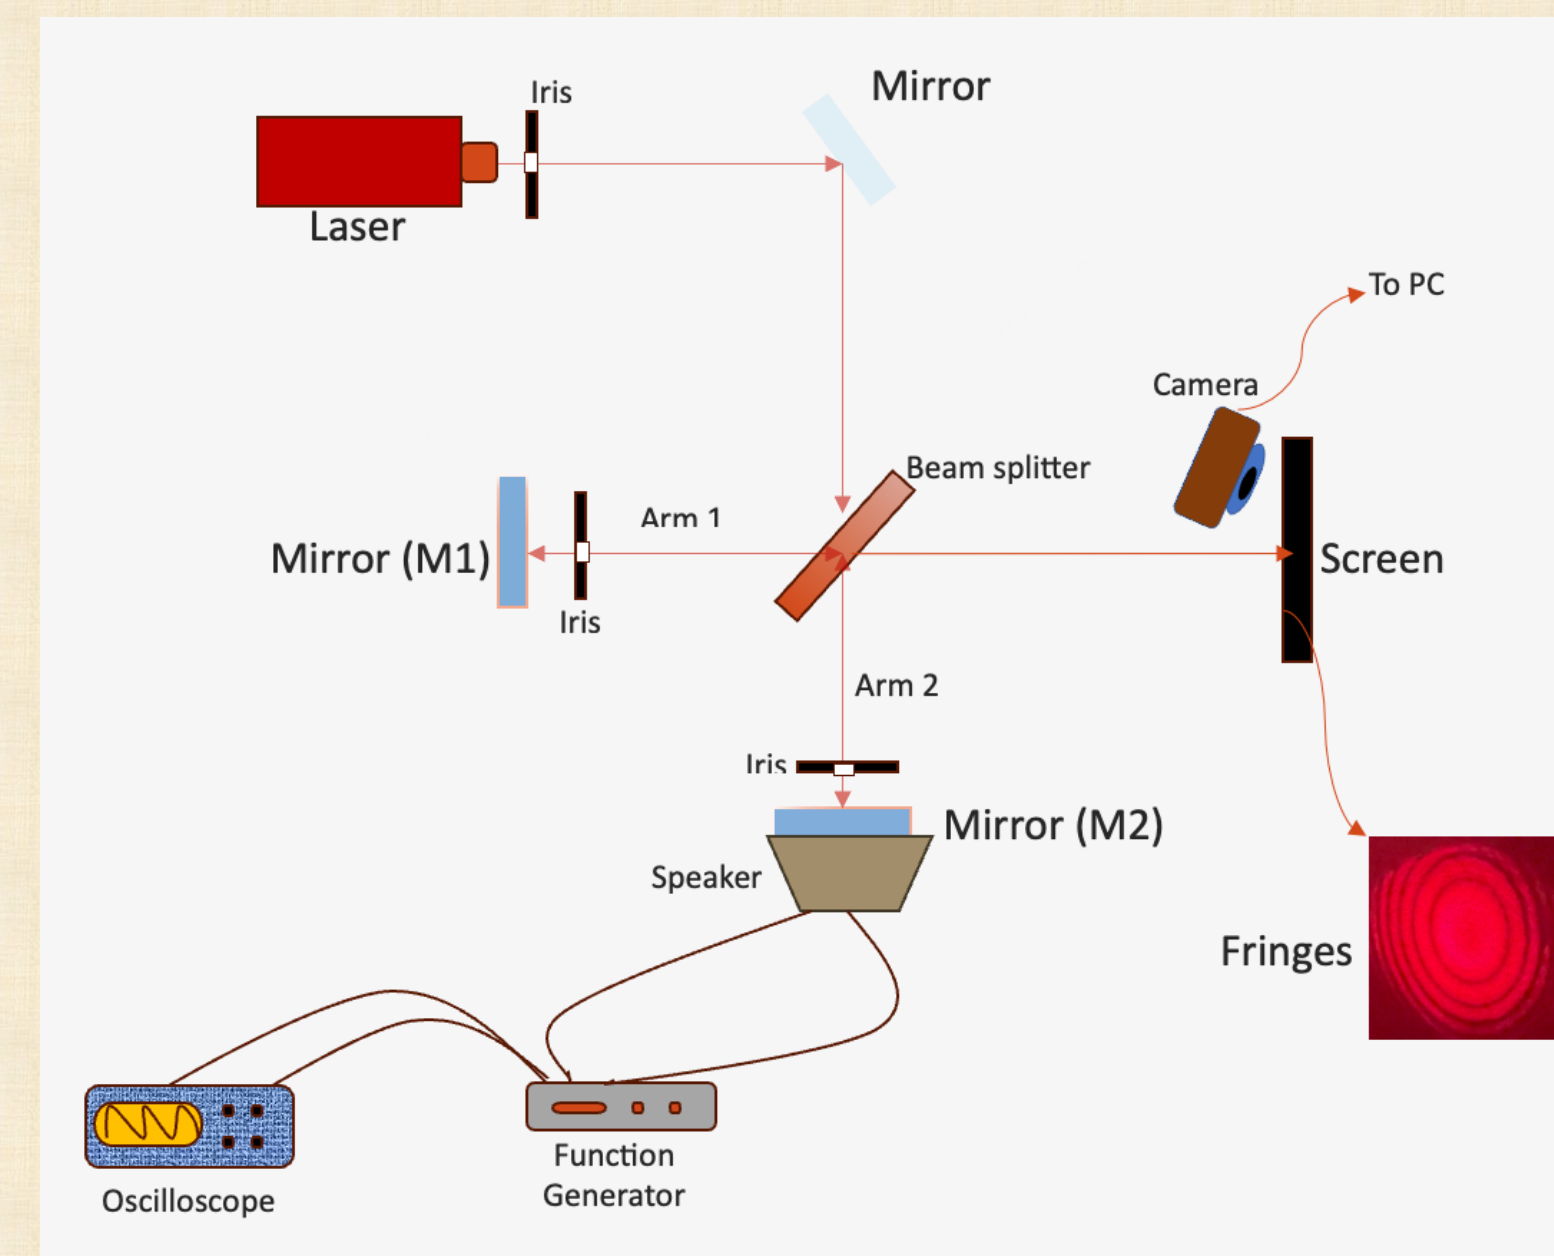 Iris
Mirror
Laser
To PC
Camera
Beam splitter
Arm 1
Mirror (M1)
Screen
Iris
Arm 2
Iris
Mirror (M2)
Speaker
Fringes
Function
Generator
Oscilloscope